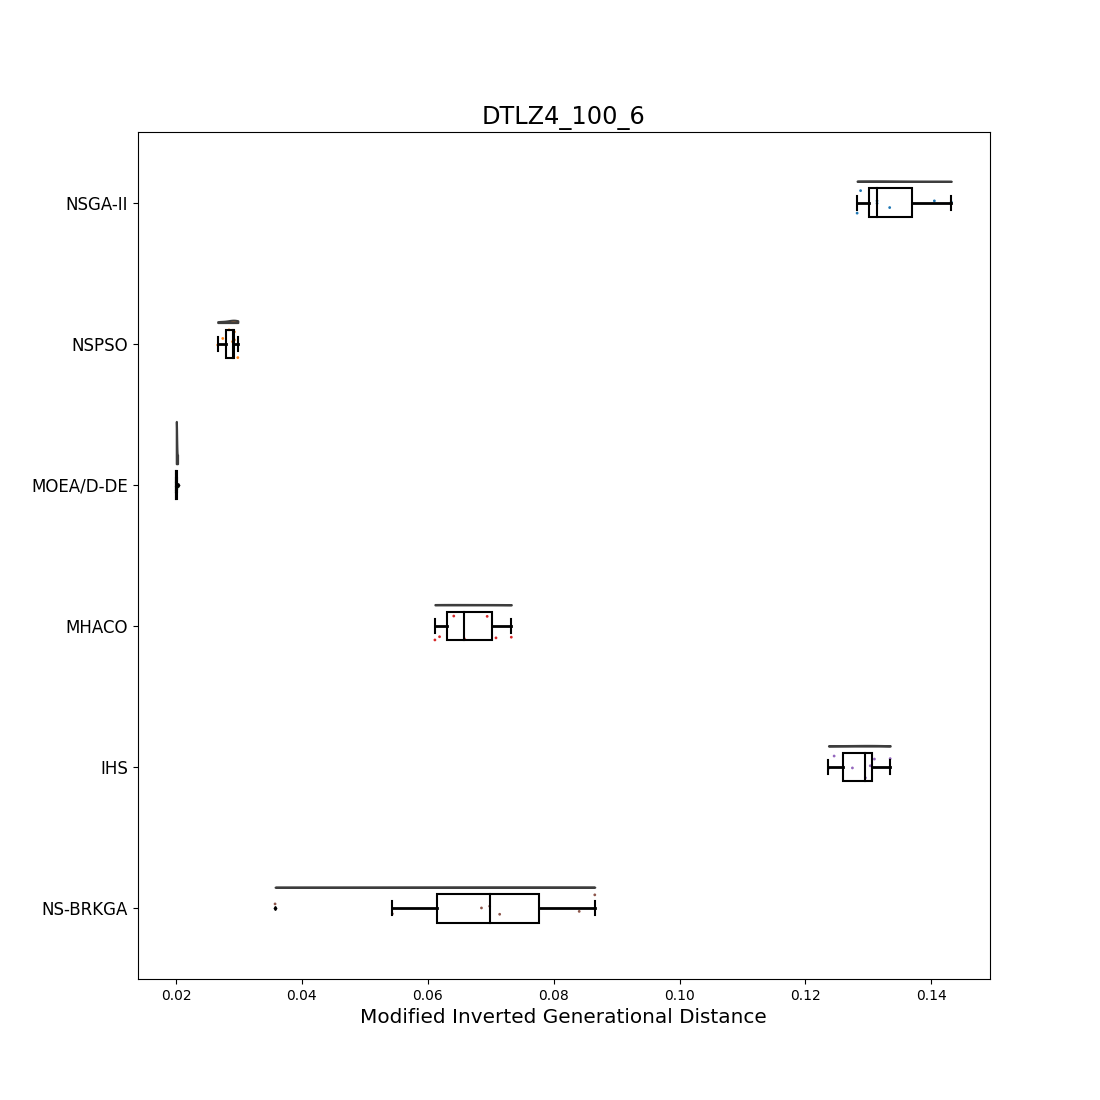 DTLZ4_100_6
NSGA-II
NSPSO
MOEA/D-DE
MHACO
IHS
NS-BRKGA
0.02 0.04 0.06 0.08 0.10 0.12 0.14
Modified Inverted Generational Distance